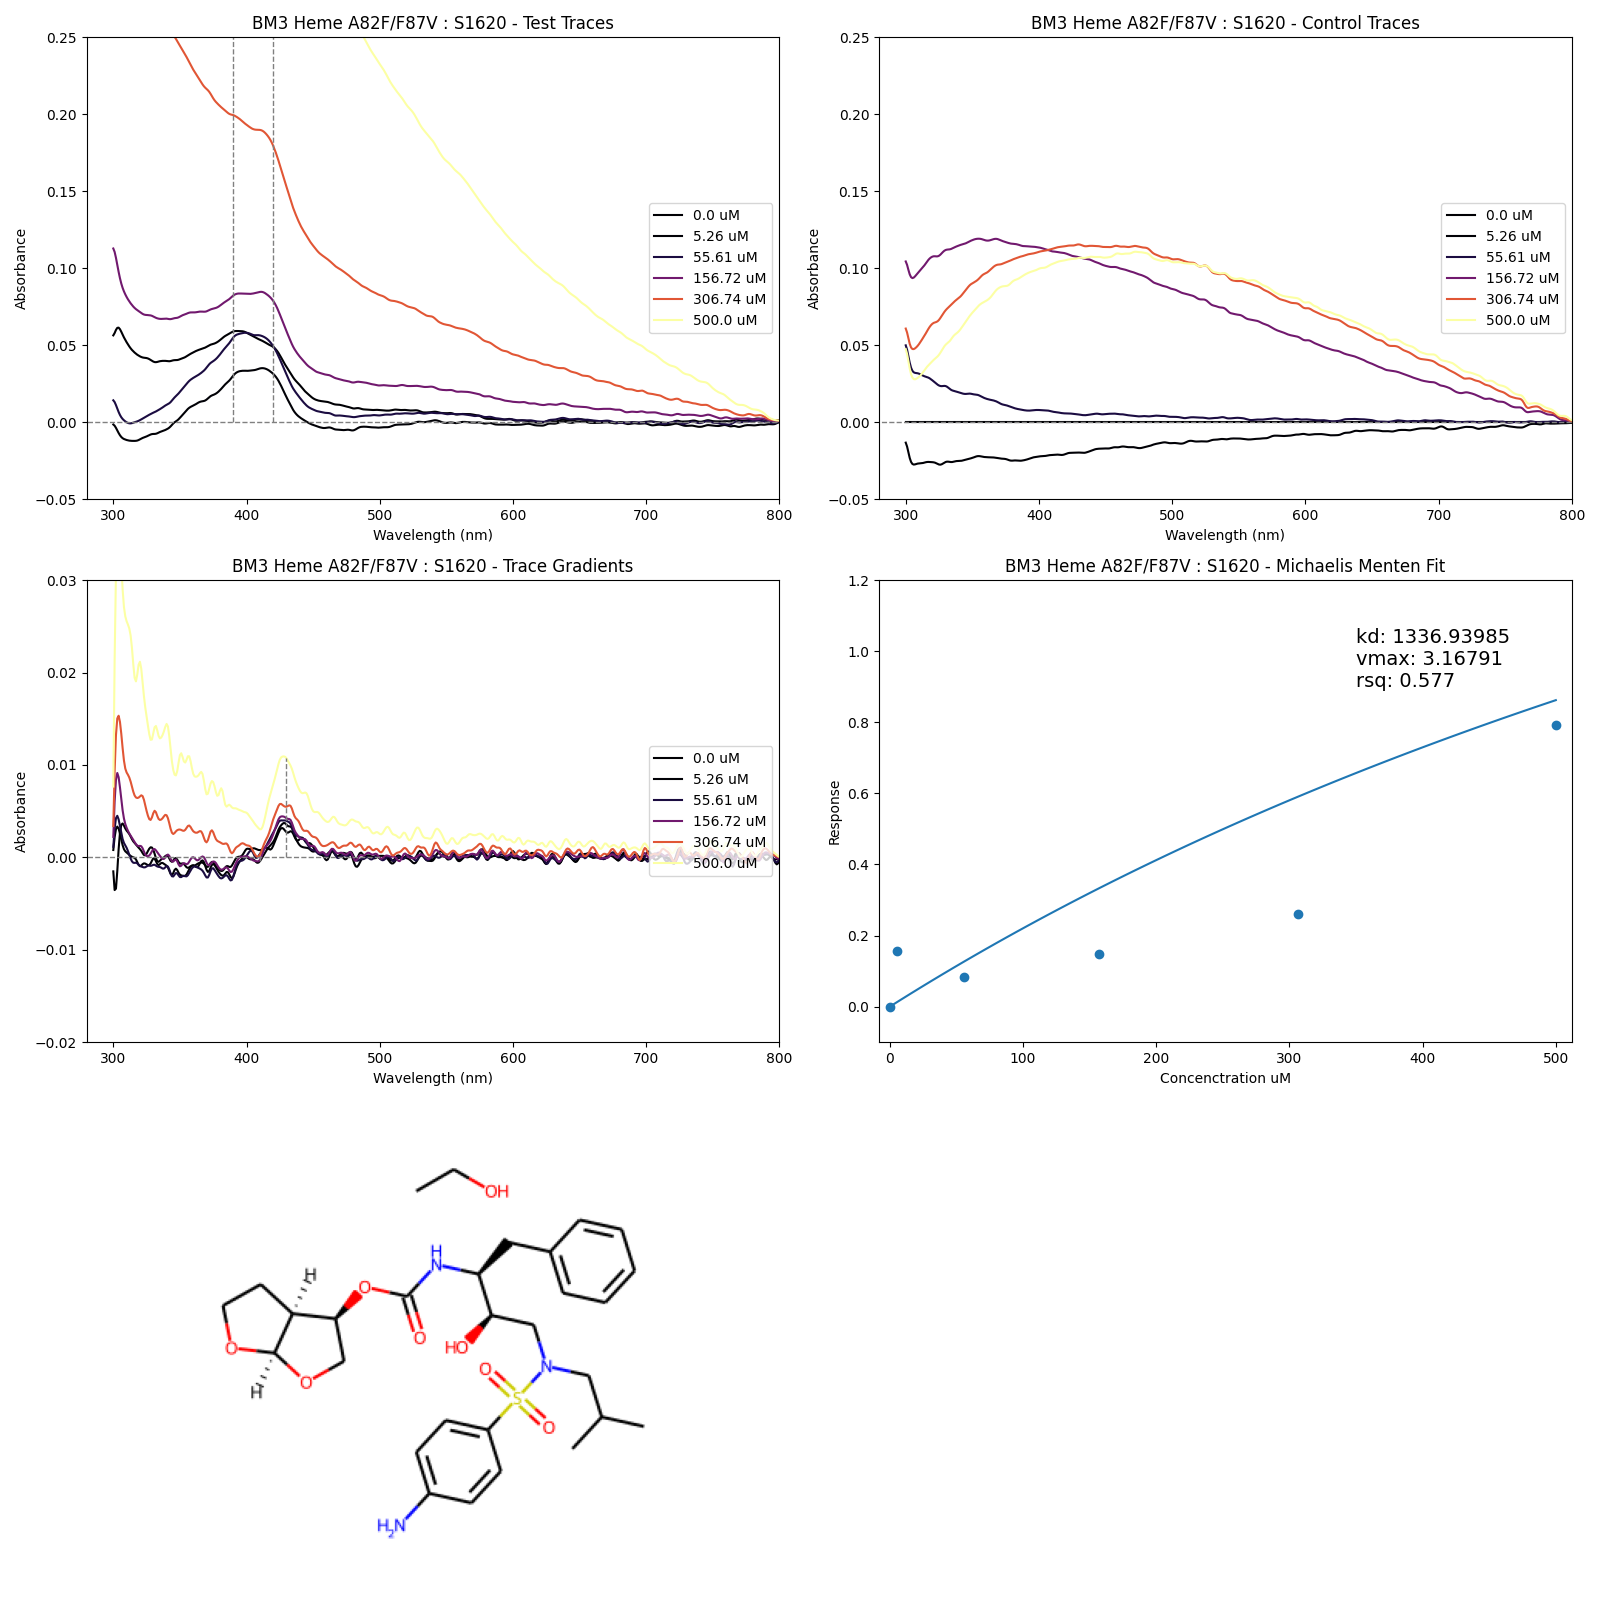 BM3 Heme A82F/F87V : S1620 - Test Traces
0.25
0.20
0.15
0.10
0.05
0.00
−0.05
Absorbance
300 400 500 600 700 800
Wavelength (nm)
0.0 uM
5.26 uM
55.61 uM
156.72 uM
306.74 uM
500.0 uM
BM3 Heme A82F/F87V : S1620 - Control Traces
0.25
0.20
0.15
0.10
0.05
0.00
−0.05
Absorbance
300 400 500 600 700 800
Wavelength (nm)
0.0 uM
5.26 uM
55.61 uM
156.72 uM
306.74 uM
500.0 uM
BM3 Heme A82F/F87V : S1620 - Trace Gradients
0.03
0.02
0.01
0.00
−0.01
−0.02
Absorbance
300 400 500 600 700 800
Wavelength (nm)
0.0 uM
5.26 uM
55.61 uM
156.72 uM
306.74 uM
500.0 uM
BM3 Heme A82F/F87V : S1620 - Michaelis Menten Fit
1.2
1.0
0.8
0.6
0.4
0.2
0.0
Response
0 100 200 300 400 500
Concenctration uM
kd: 1336.93985
vmax: 3.16791
rsq: 0.577
OH
H
N
H
O
O
HO
O
O
H
O
S
N
O
H2N